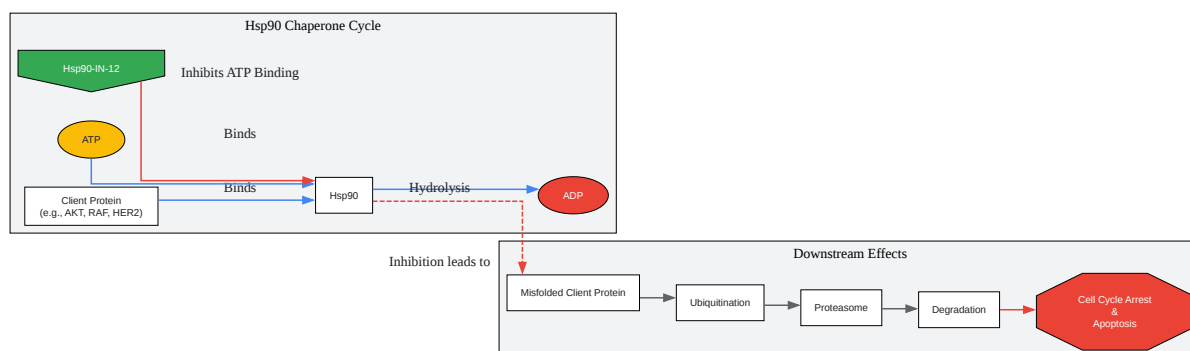 Hsp90 Chaperone Cycle
Hsp90-IN-12
Inhibits ATP Binding
ATP
Binds
Client Protein
(e.g., AKT, RAF, HER2)
Binds
Hsp90
Hydrolysis
ADP
Inhibition leads to
Downstream Effects
Misfolded Client Protein
Ubiquitination
Proteasome
Degradation
Cell Cycle Arrest
&
Apoptosis